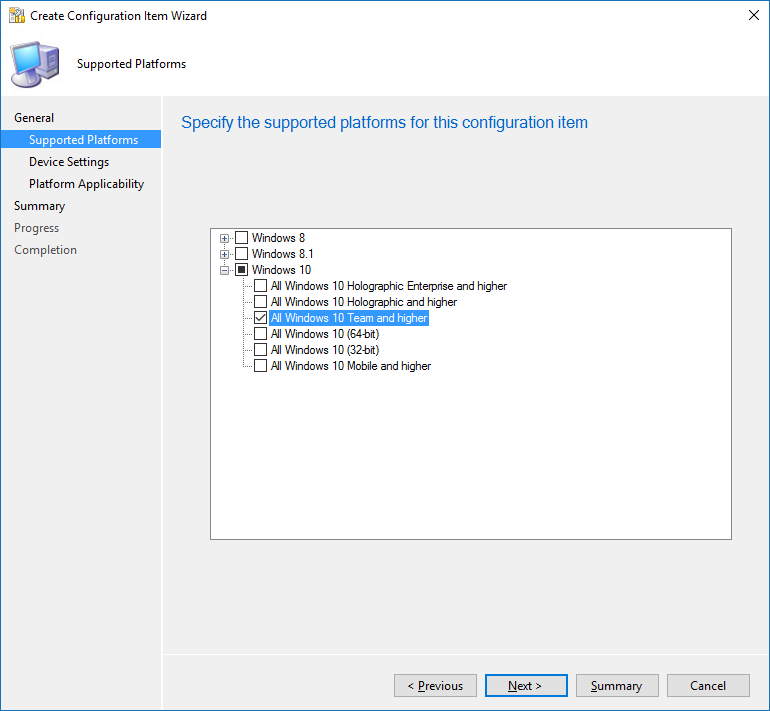 Create Configuration Item Wizard
Supported Platforms
General
Supported Platforms
Device Settings
Platform Applicability
Summary
Progress
Completion
Specify the supported platforms for this configuration item
Windows 8
Windows 8.1
Windows 10
All Windows 10 Holographic Enterprise and higher
All Windows 10 Holographic and higher
All Windows 10 Team and higher
All Windows 10 (64-bit)
All Windows 10 (32-bit)
All Windows 10 Mobile and higher
< Previous
Next >
Summary
Cancel